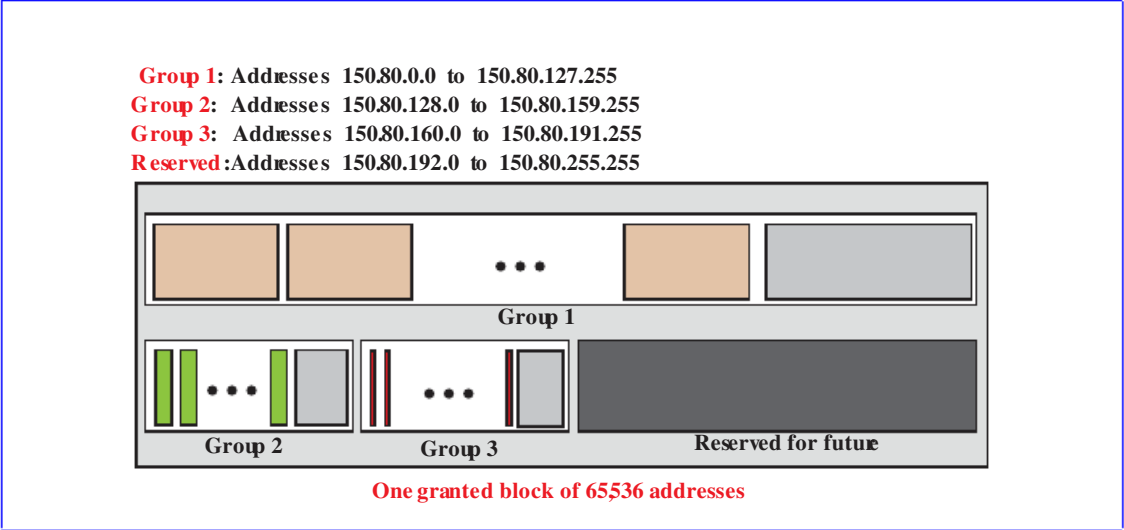 Group 1: Addresses 150.80.0.0 to 150.80.127.255
Group 2: Addresses 150.80.128.0 to 150.80.159.255
Group 3: Addresses 150.80.160.0 to 150.80.191.255
Reserved:Addresses 150.80.192.0 to 150.80.255.255
Group 1
Group 2
Group 3
Reserved for future
One granted block of 65,536 addresses